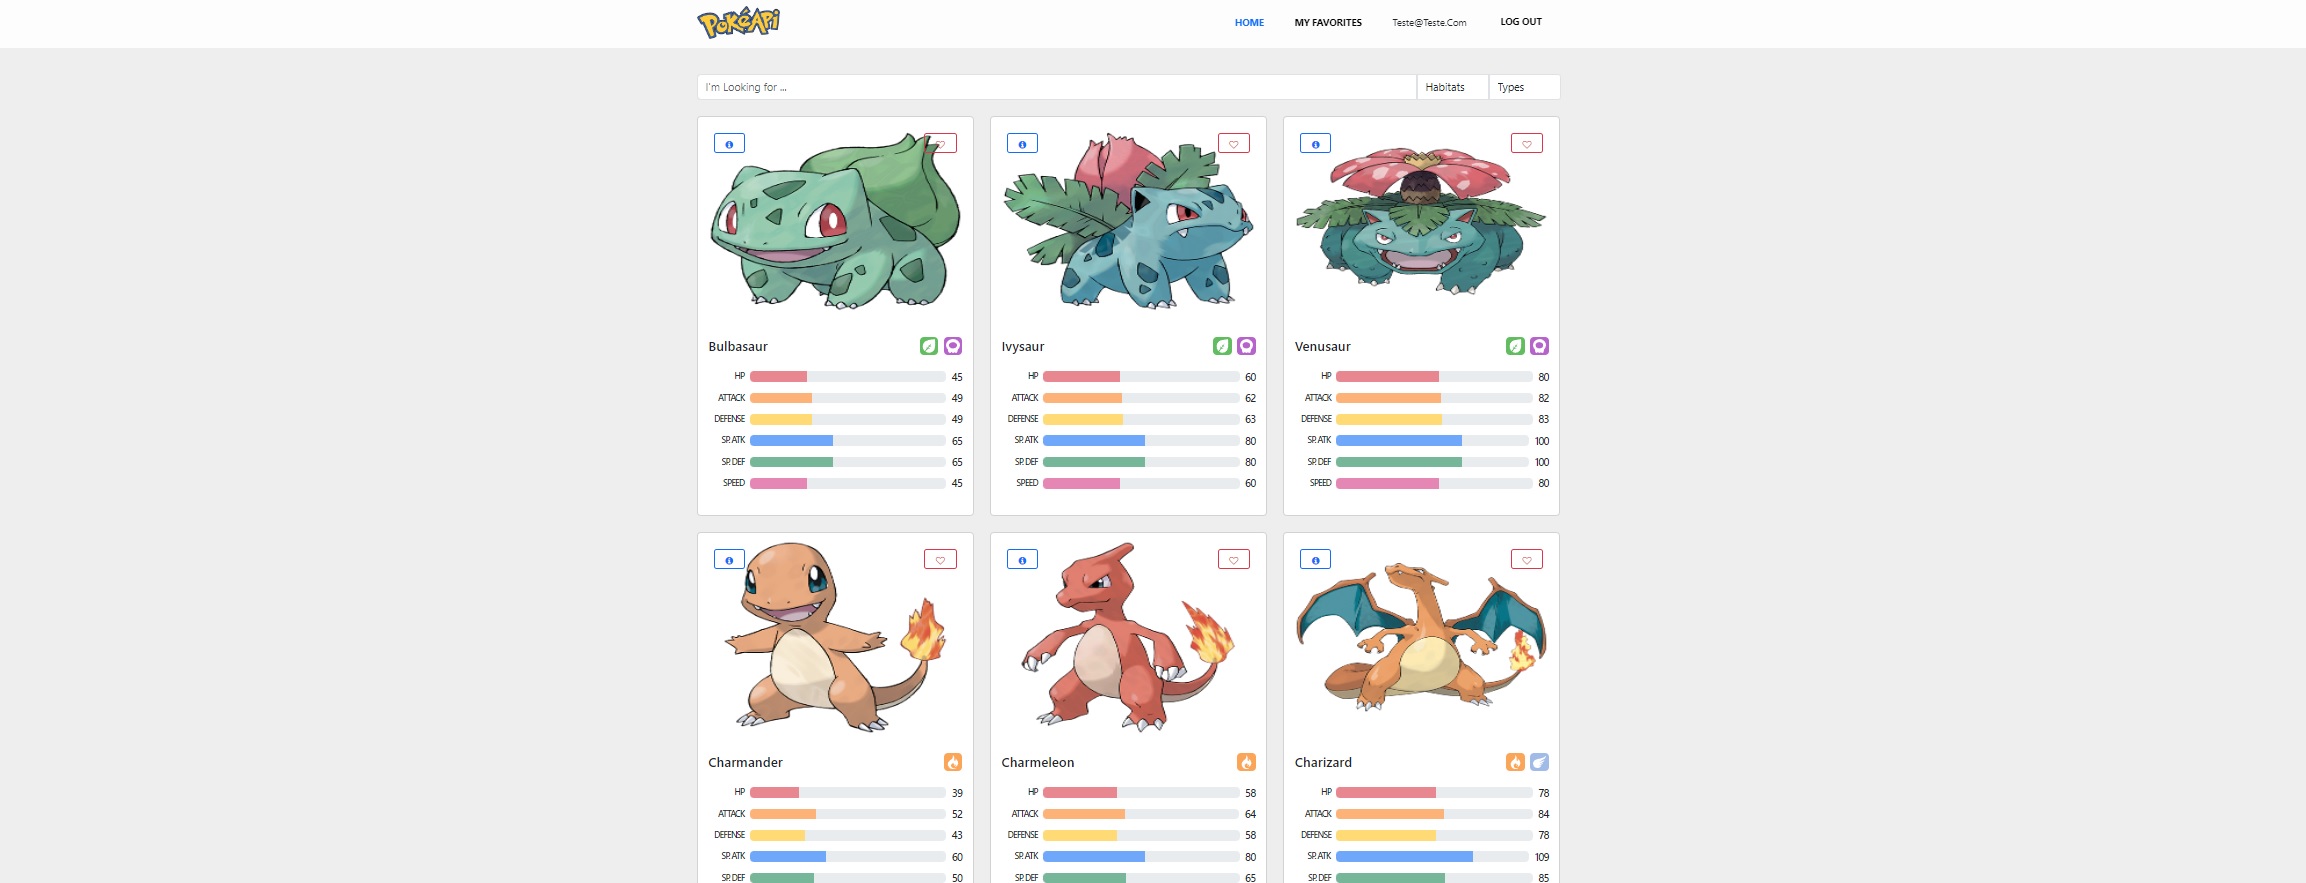 PokéApi
HOME MY FAVORITES Teste@Teste.Com LOG OUT
I'm Looking for ... Habitats Types
Bulbasaur
HP 45
ATTACK 49
DEFENSE 49
SP. ATK 65
SP. DEF 65
SPEED 45
Ivysaur
HP 60
ATTACK 62
DEFENSE 63
SP. ATK 80
SP. DEF 80
SPEED 60
Venusaur
HP 80
ATTACK 82
DEFENSE 83
SP. ATK 100
SP. DEF 100
SPEED 80
Charmander
HP 39
ATTACK 52
DEFENSE 43
SP. ATK 60
SP. DEF 50
Charmeleon
HP 58
ATTACK 64
DEFENSE 58
SP. ATK 80
SP. DEF 65
Charizard
HP 78
ATTACK 84
DEFENSE 78
SP. ATK 109
SP. DEF 85